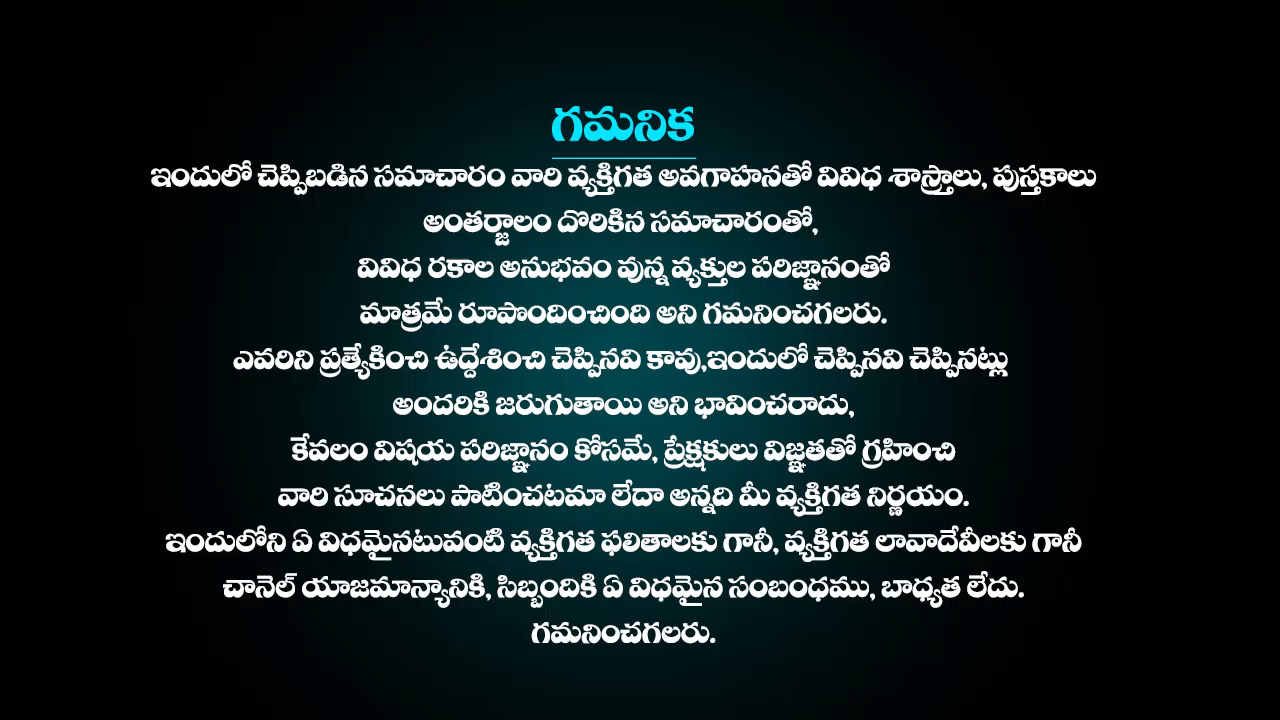 గమనిక
ఇందులో చెప్పిబడిన సమాచారం వారి వ్యక్తిగత అవగాహనతో వివిధ శాస్త్రాలు, పుస్తకాలు
అంతర్జాలం దొరికిన సమాచారంతో,
వివిధ రకాల అనుభవం వున్న వ్యక్తుల పరిజ్ఞానంతో
మాత్రమే రూపొందించింది అని గమనించగలరు.
ఎవరిని ప్రత్యేకించి ఉద్దేశించి చెప్పినవి కావు,ఇందులో చెప్పినవి చెప్పినట్లు
అందరికి జరుగుతాయి అని భావించరాదు,
కేవలం విషయ పరిజ్ఞానం కోసమే, ప్రేక్షకులు విజ్ఞతతో గ్రహించి
వారి సూచనలు పాటించటమా లేదా అన్నది మీ వ్యక్తిగత నిర్ణయం.
ఇందులోని ఏ విధమైనటువంటి వ్యక్తిగత ఫలితాలకు గానీ, వ్యక్తిగత లావాదేవీలకు గానీ
చానెల్ యాజమాన్యానికి, సిబ్బందికి ఏ విధమైన సంబంధము, బాధ్యత లేదు.
గమనించగలరు.